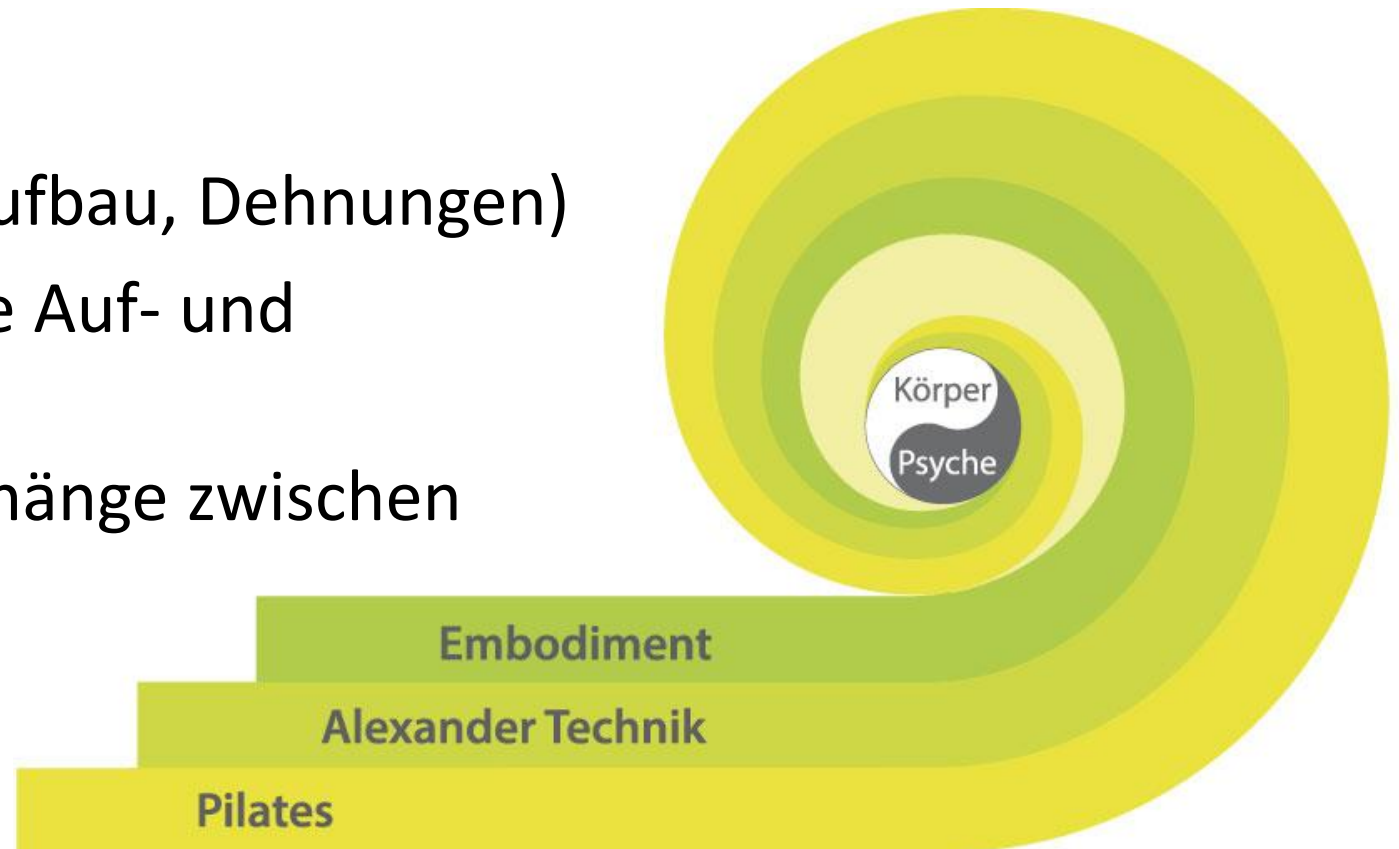 ufbau, Dehnungen)
e Auf- und
hänge zwischen
Körper
Psyche
Embodiment
Alexander Technik
Pilates